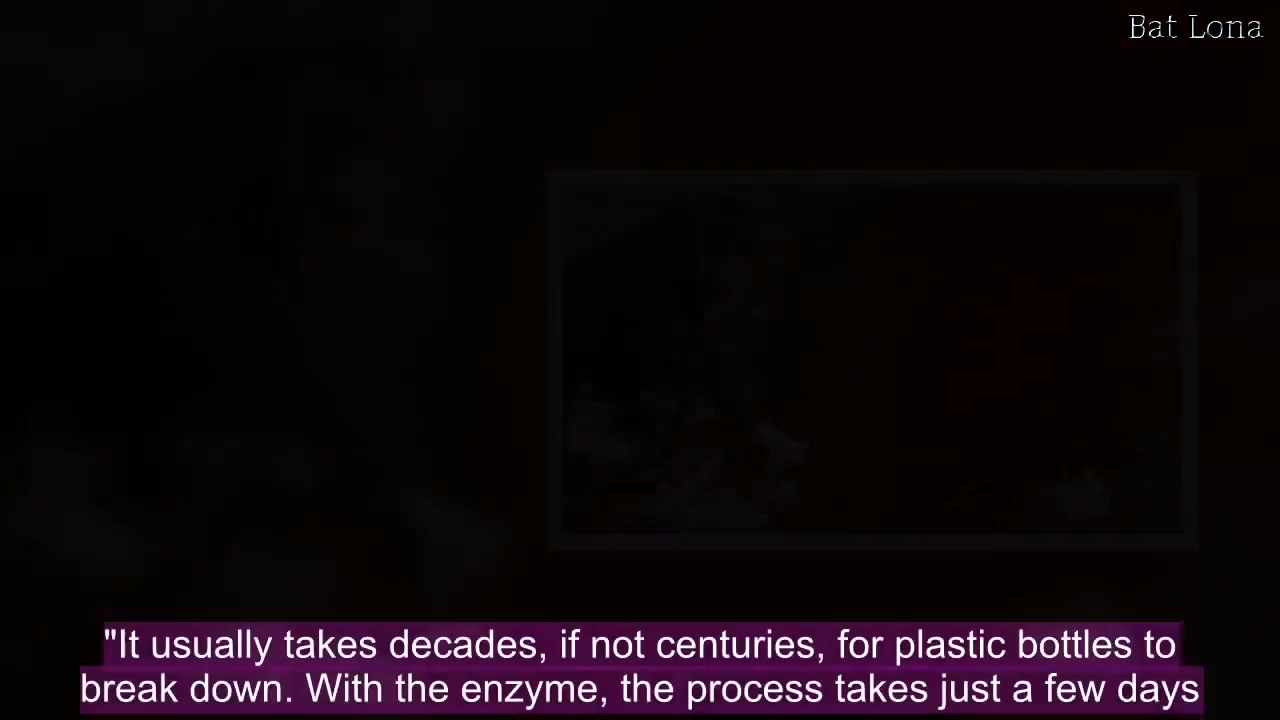 Bat Lona
"It usually takes decades, if not centuries, for plastic bottles to
break down. With the enzyme, the process takes just a few days